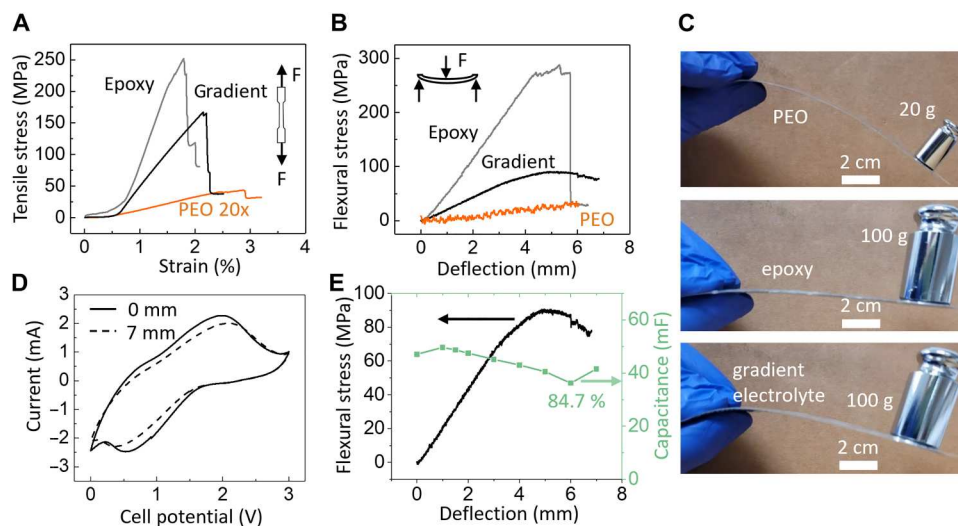 A
Tensile stress (MPa)
250
200
150
100
50
0
Epoxy
Gradient
F
F
PEO 20x
0
1
2
3
4
Strain (%)
B
Flexural stress (MPa)
300
200
100
0
F
Epoxy
Gradient
PEO
0
2
4
6
8
Deflection (mm)
C
PEO
20 g
2 cm
100 g
epoxy
2 cm
gradient
electrolyte
100 g
2 cm
D
Current (mA)
3
2
1
0
−1
−2
−3
0 mm
7 mm
0
1
2
3
Cell potential (V)
E
Flexural stress (MPa)
100
80
60
40
20
0
84.7 %
60
40
20
0
Capacitance (mF)
0
2
4
6
8
Deflection (mm)